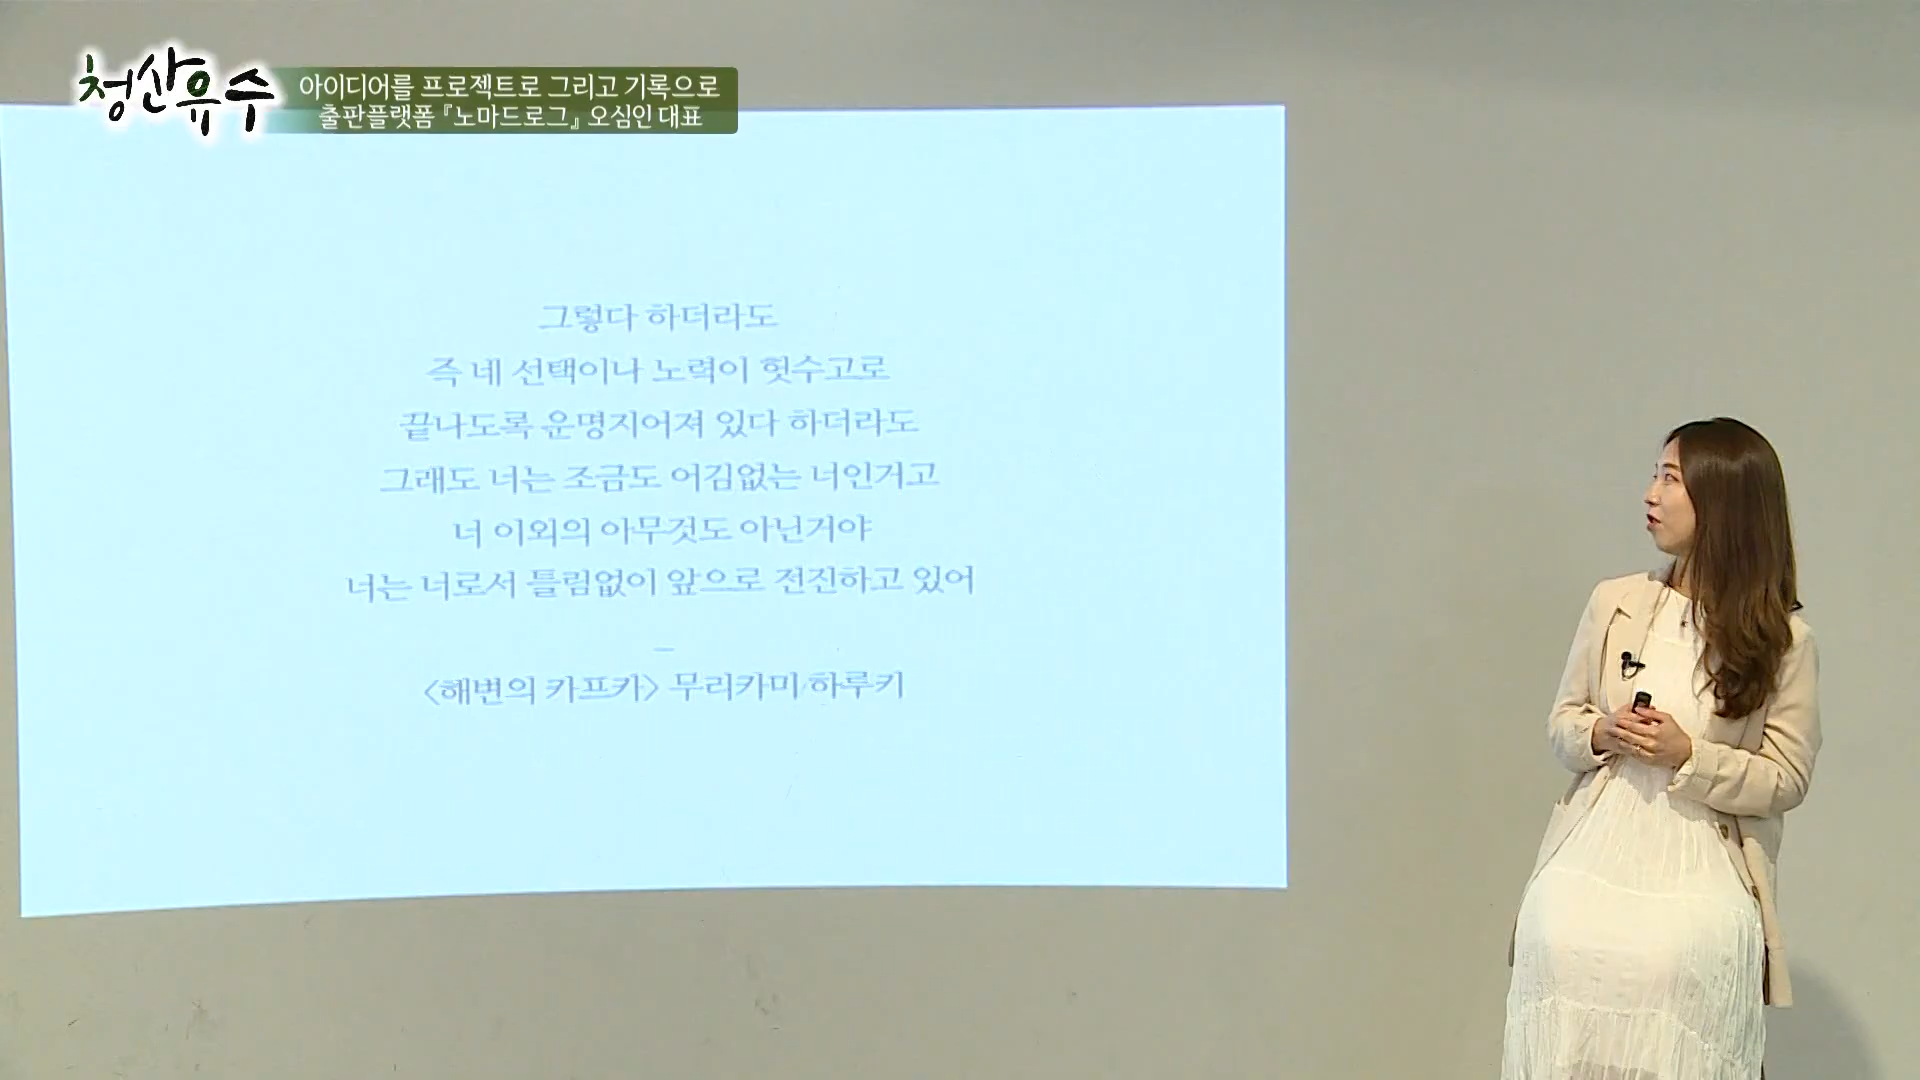 청산유수
아이디어를 프로젝트로 그리고 기록으로
출판플랫폼 『노마드로그』 오심인 대표
그렇다 하더라도
즉 네 선택이나 노력이 헛수고로
끝나도록 운명지어져 있다 하더라도
그래도 너는 조금도 어김없는 너인거고
너 이외의 아무것도 아닌거야
너는 너로서 틀림없이 앞으로 전진하고 있어
–
<해변의 카프카> 무리카미 하루키